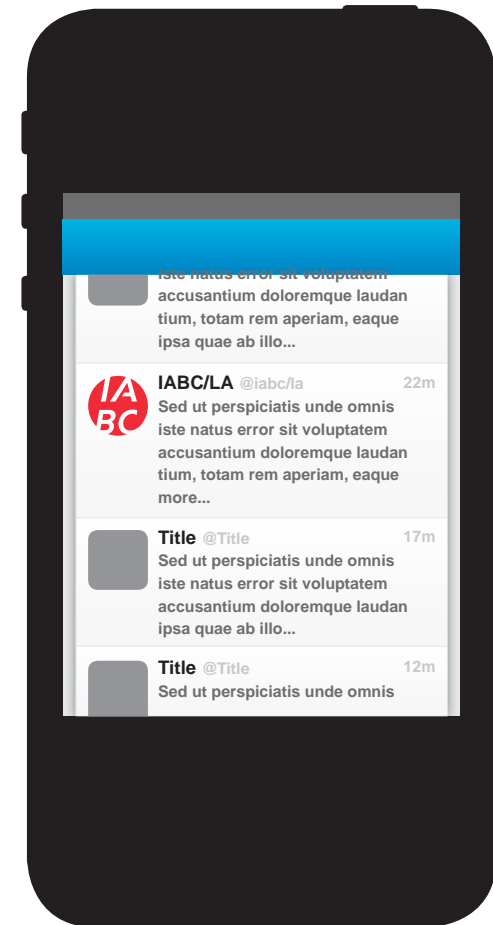 iste natus error sit voluptatem
accusantium doloremque laudan
tium, totam rem aperiam, eaque
ipsa quae ab illo...
IABC/LA @iabc/la 22m
IA
BC
Sed ut perspiciatis unde omnis
iste natus error sit voluptatem
accusantium doloremque laudan
tium, totam rem aperiam, eaque
more...
Title @Title 17m
Sed ut perspiciatis unde omnis
iste natus error sit voluptatem
accusantium doloremque laudan
ipsa quae ab illo...
Title @Title 12m
Sed ut perspiciatis unde omnis